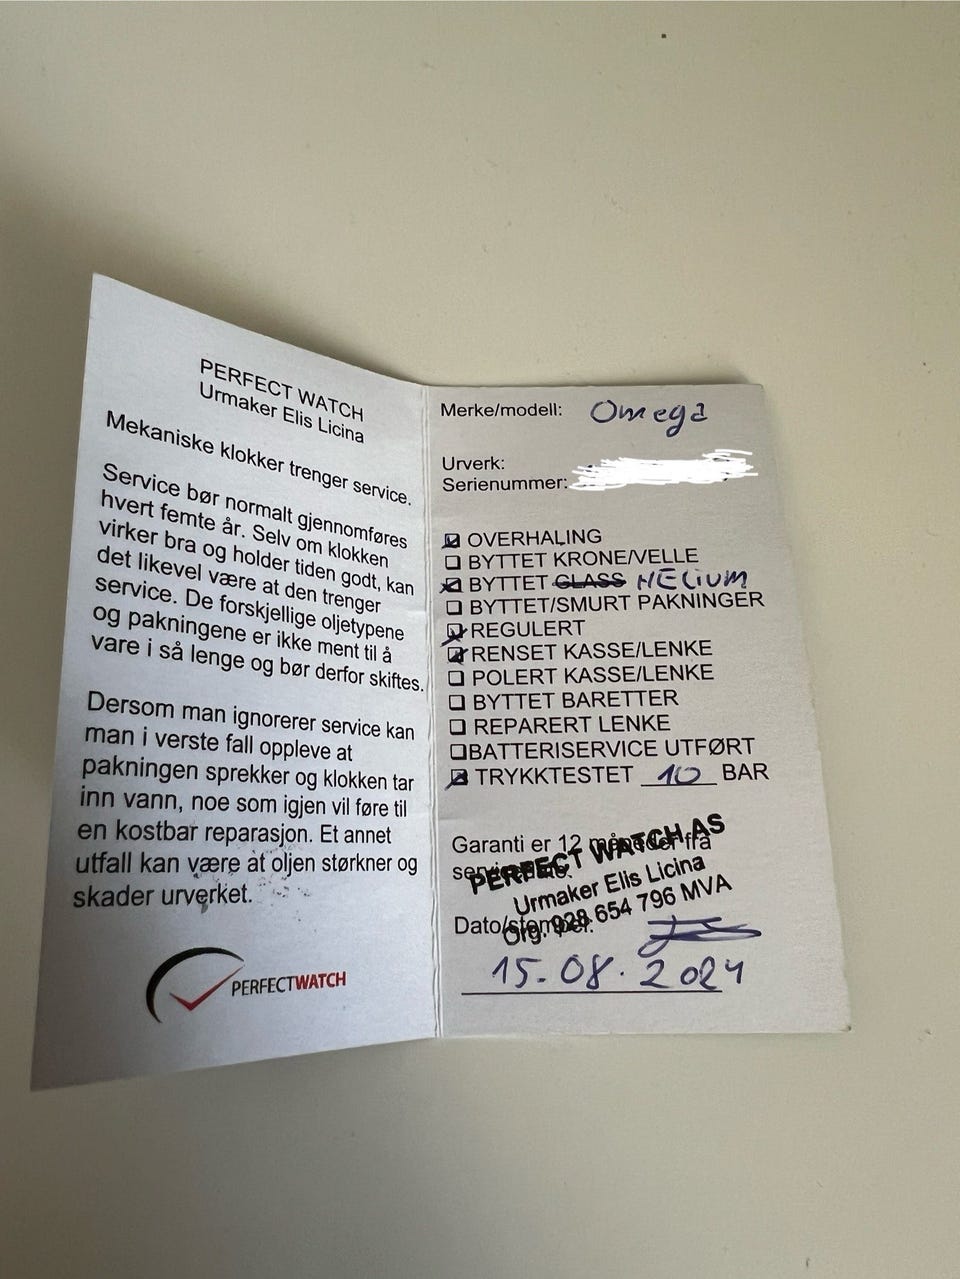 PERFECT WATCH
Urmaker Elis Licina
Mekaniske klokker trenger service.
Service bør normalt gjennomføres
hvert femte år. Selv om klokken
virker bra og holder tiden godt, kan
det likevel være at den trenger
service. De forskjellige oljetypene
og pakningene er ikke ment til å
vare i så lenge og bør derfor skiftes.
Dersom man ignorerer service kan
man i verste fall oppleve at
pakningen sprekker og klokken tar
inn vann, noe som igjen vil føre til
en kostbar reparasjon. Et annet
utfall kan være at oljen størkner og
skader urverket.
PERFECTWATCH
Merke/modell: Omega
Urverk:
Serienummer:
OVERHALING
BYTTET KRONE/VELLE
BYTTET GLASS HELIUM
BYTTET/SMURT PAKNINGER
REGULERT
RENSET KASSE/LENKE
POLERT KASSE/LENKE
BYTTET BARETTER
REPARERT LENKE
BATTERISERVICE UTFØRT
TRYKKTESTET 10 BAR
Garanti er 12 måneder fra
PERFECT WATCH AS
Urmaker Elis Licina
Org. 928 654 796 MVA
Dato/stempel:
15.08.2024